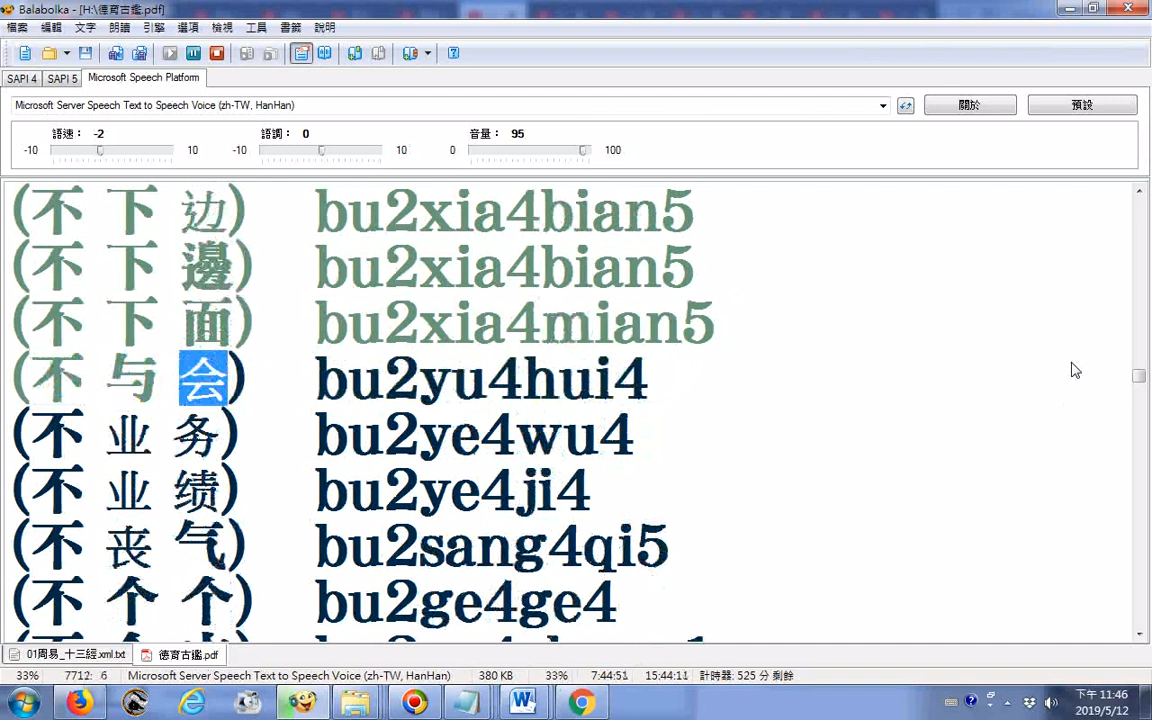 Balabolka - [H:\德育古鑑.pdf]
檔案 編輯 文字 朗讀 引擎 選項 檢視 工具 書籤 說明
SAPI 4 SAPI 5 Microsoft Speech Platform
Microsoft Server Speech Text to Speech Voice (zh-TW, HanHan) 關於 預設
語速： -2 語調： 0 音量： 95
-10 10 -10 10 0 100
(不 下 边) bu2xia4bian5
(不 下 邊) bu2xia4bian5
(不 下 面) bu2xia4mian5
(不 与 会) bu2yu4hui4
(不 业 务) bu2ye4wu4
(不 业 绩) bu2ye4ji4
(不 丧 气) bu2sang4qi5
(不 个 个) bu2ge4ge4
01周易_十三經.xml.txt 德育古鑑.pdf
33% 7712: 6 Microsoft Server Speech Text to Speech Voice (zh-TW, HanHan) 380 KB 33% 7:44:51 15:44:11 計時器: 525 分 剩餘
下午 11:46
2019/5/12